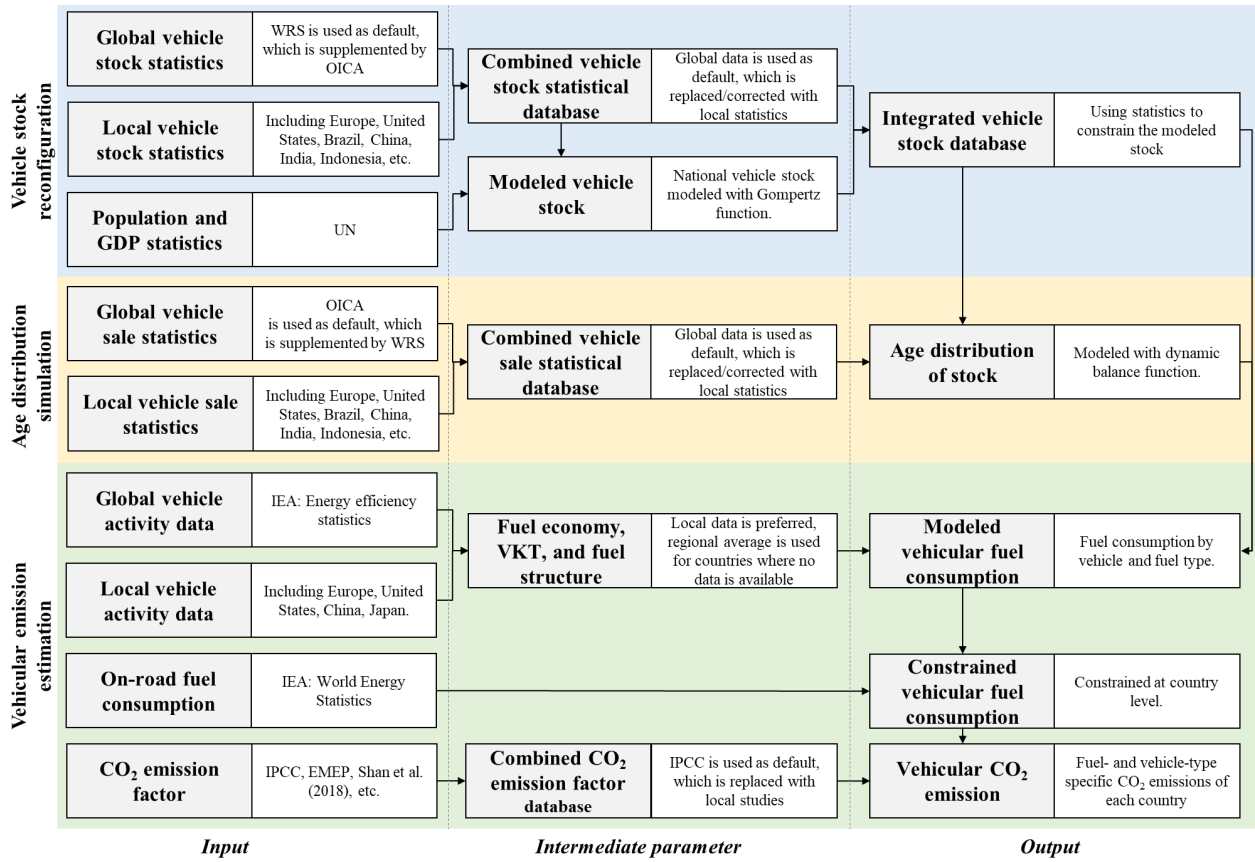 Vehicle stock
reconfiguration
Global vehicle
stock statistics
WRS is used as default,
which is supplemented by
OICA
Local vehicle
stock statistics
Including Europe, United
States, Brazil, China,
India, Indonesia, etc.
Population and
GDP statistics
UN
Combined vehicle
stock statistical
database
Global data is used as
default, which is
replaced/corrected with
local statistics
Modeled vehicle
stock
National vehicle stock
modeled with Gompertz
function.
Integrated vehicle
stock database
Using statistics to
constrain the modeled
stock
Age distribution
simulation
Global vehicle
sale statistics
OICA
is used as default, which
is supplemented by WRS
Local vehicle sale
statistics
Including Europe, United
States, Brazil, China,
India, Indonesia, etc.
Combined vehicle
sale statistical
database
Global data is used as
default, which is
replaced/corrected with
local statistics
Age distribution
of stock
Modeled with dynamic
balance function.
Vehicular emission
estimation
Global vehicle
activity data
IEA: Energy efficiency
statistics
Local vehicle
activity data
Including Europe, United
States, China, Japan.
On-road fuel
consumption
IEA: World Energy
Statistics
CO₂ emission
factor
IPCC, EMEP, Shan et al.
(2018), etc.
Fuel economy,
VKT, and fuel
structure
Local data is preferred,
regional average is used
for countries where no
data is available
Combined CO₂
emission factor
database
IPCC is used as default,
which is replaced with
local studies
Modeled
vehicular fuel
consumption
Fuel consumption by
vehicle and fuel type.
Constrained
vehicular fuel
consumption
Constrained at country
level.
Vehicular CO₂
emission
Fuel- and vehicle-type
specific CO₂ emissions of
each country
Input
Intermediate parameter
Output